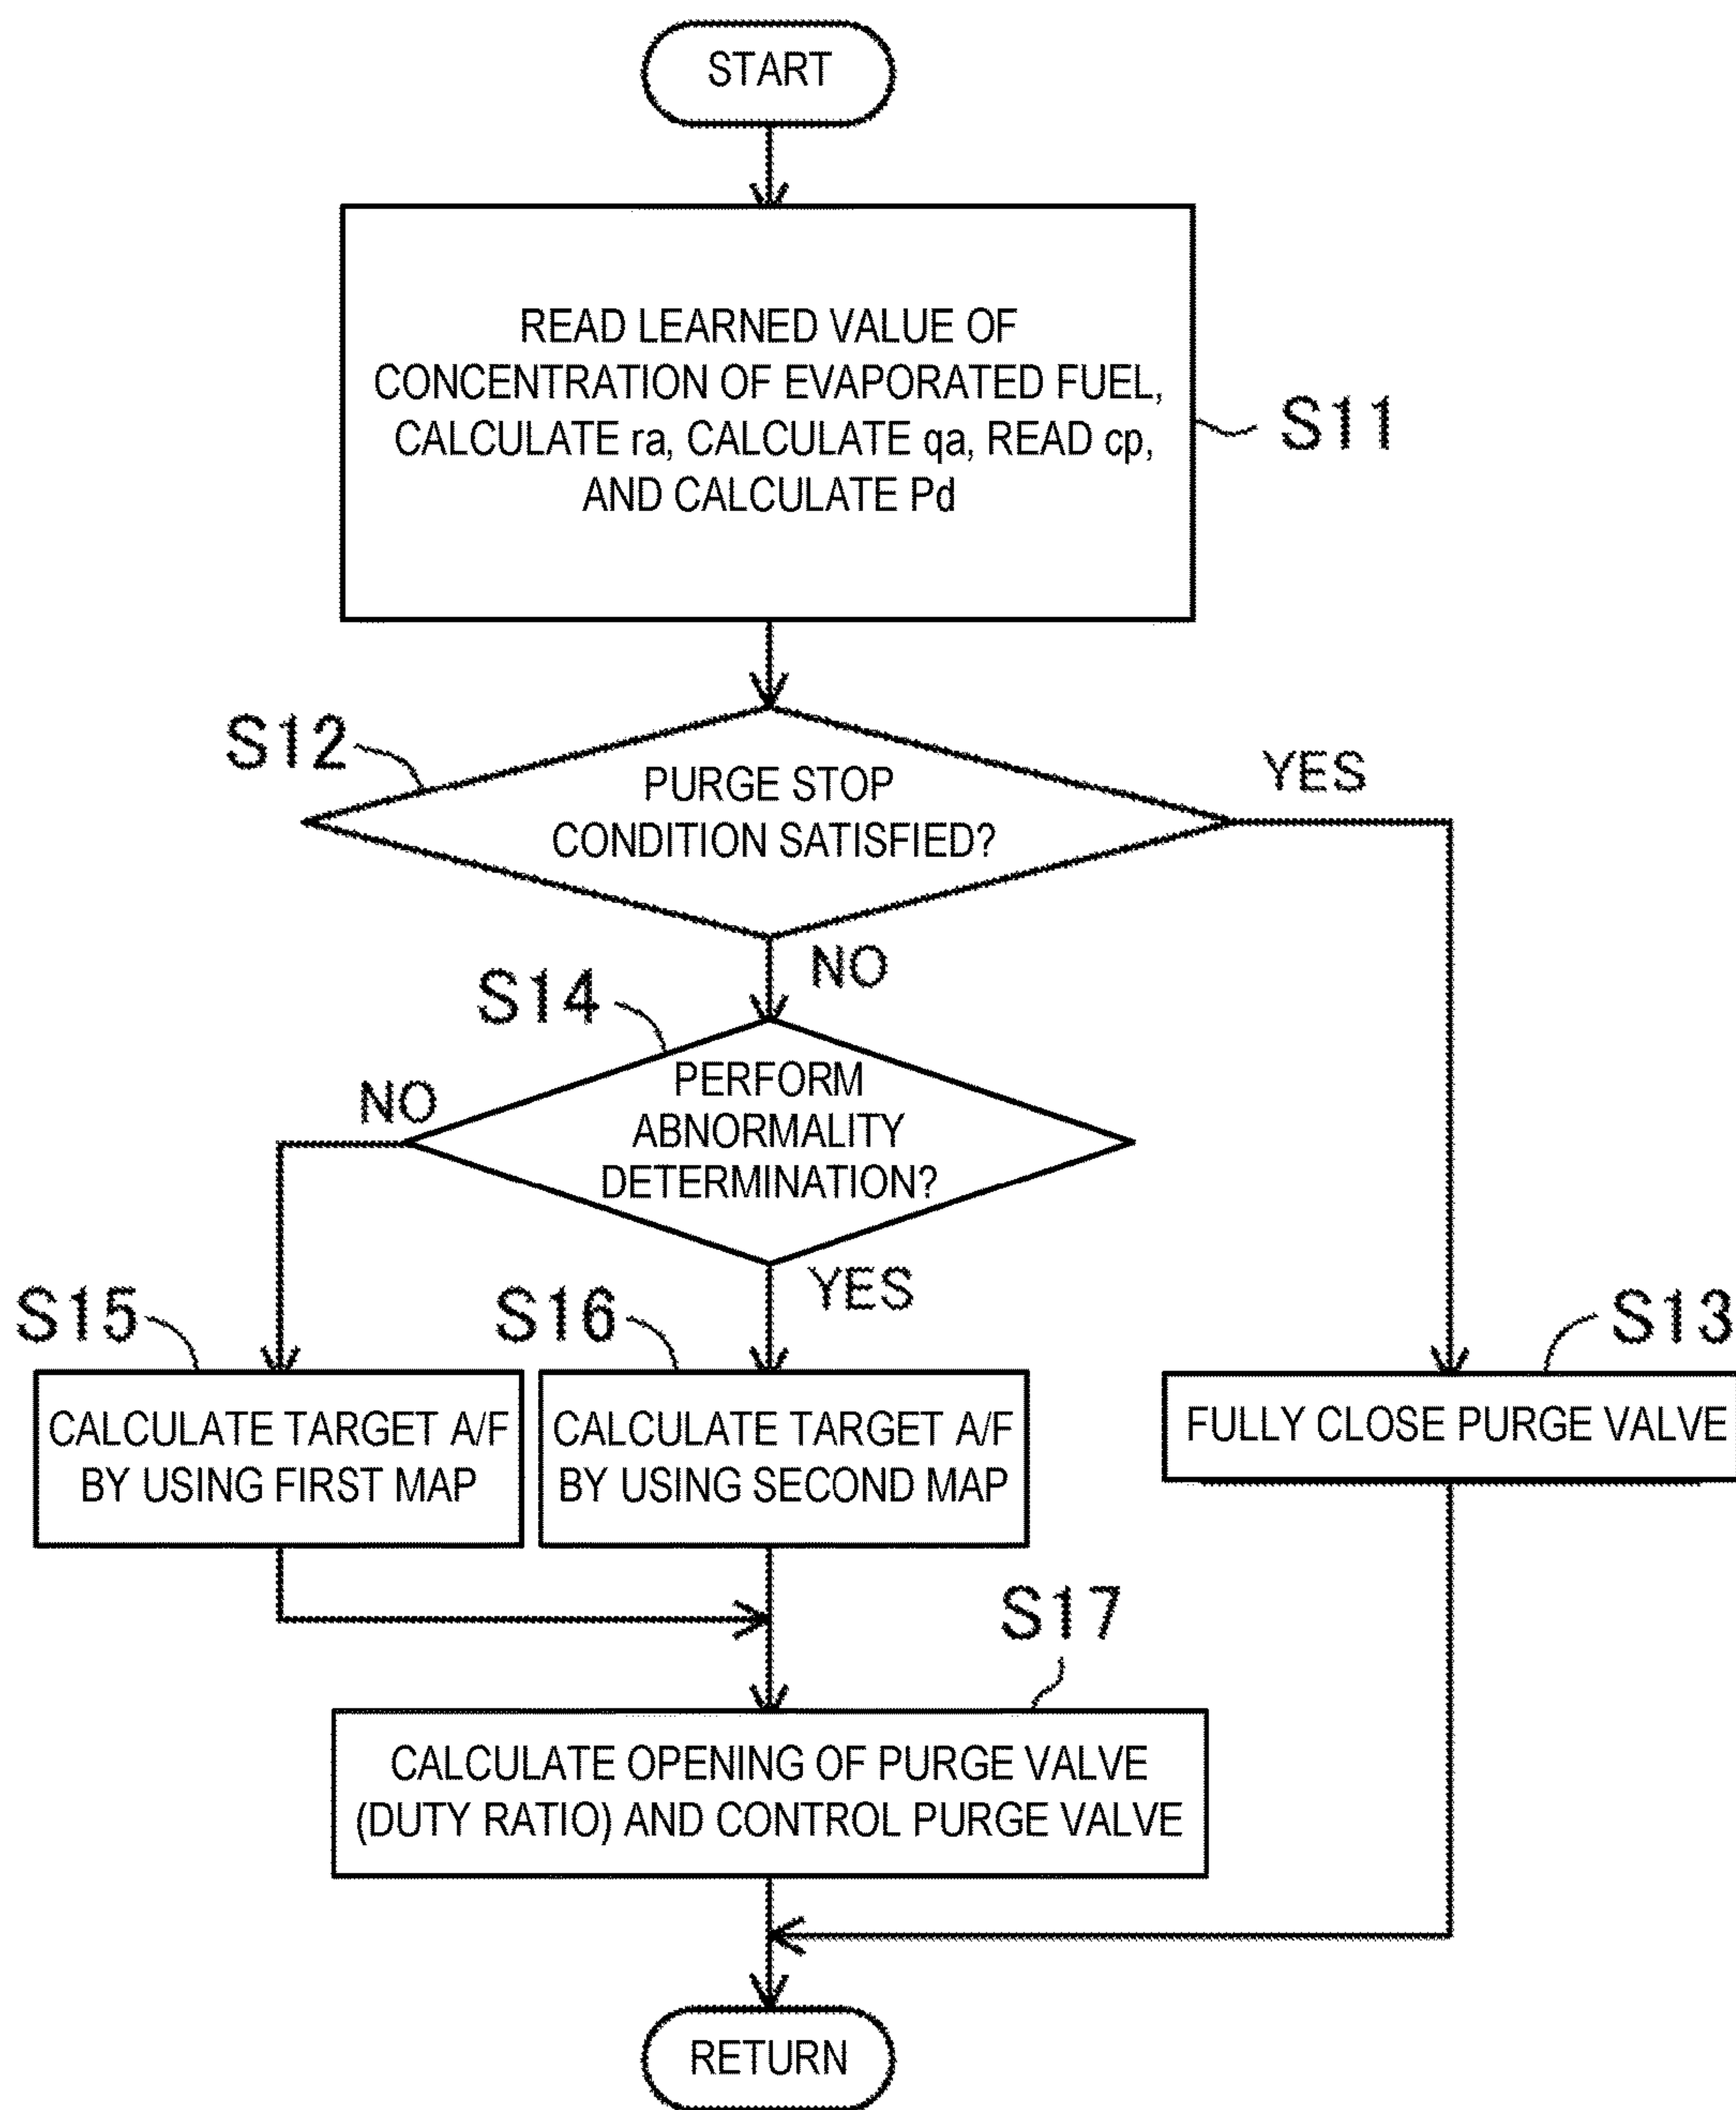 START
READ LEARNED VALUE OF
CONCENTRATION OF EVAPORATED FUEL,
CALCULATE ra, CALCULATE qa, READ cp,
AND CALCULATE Pd
S11
S12
PURGE STOP
CONDITION SATISFIED?
YES
NO
S14
PERFORM
ABNORMALITY
DETERMINATION?
NO
YES
S15
CALCULATE TARGET A/F
BY USING FIRST MAP
S16
CALCULATE TARGET A/F
BY USING SECOND MAP
S13
FULLY CLOSE PURGE VALVE
S17
CALCULATE OPENING OF PURGE VALVE
(DUTY RATIO) AND CONTROL PURGE VALVE
RETURN